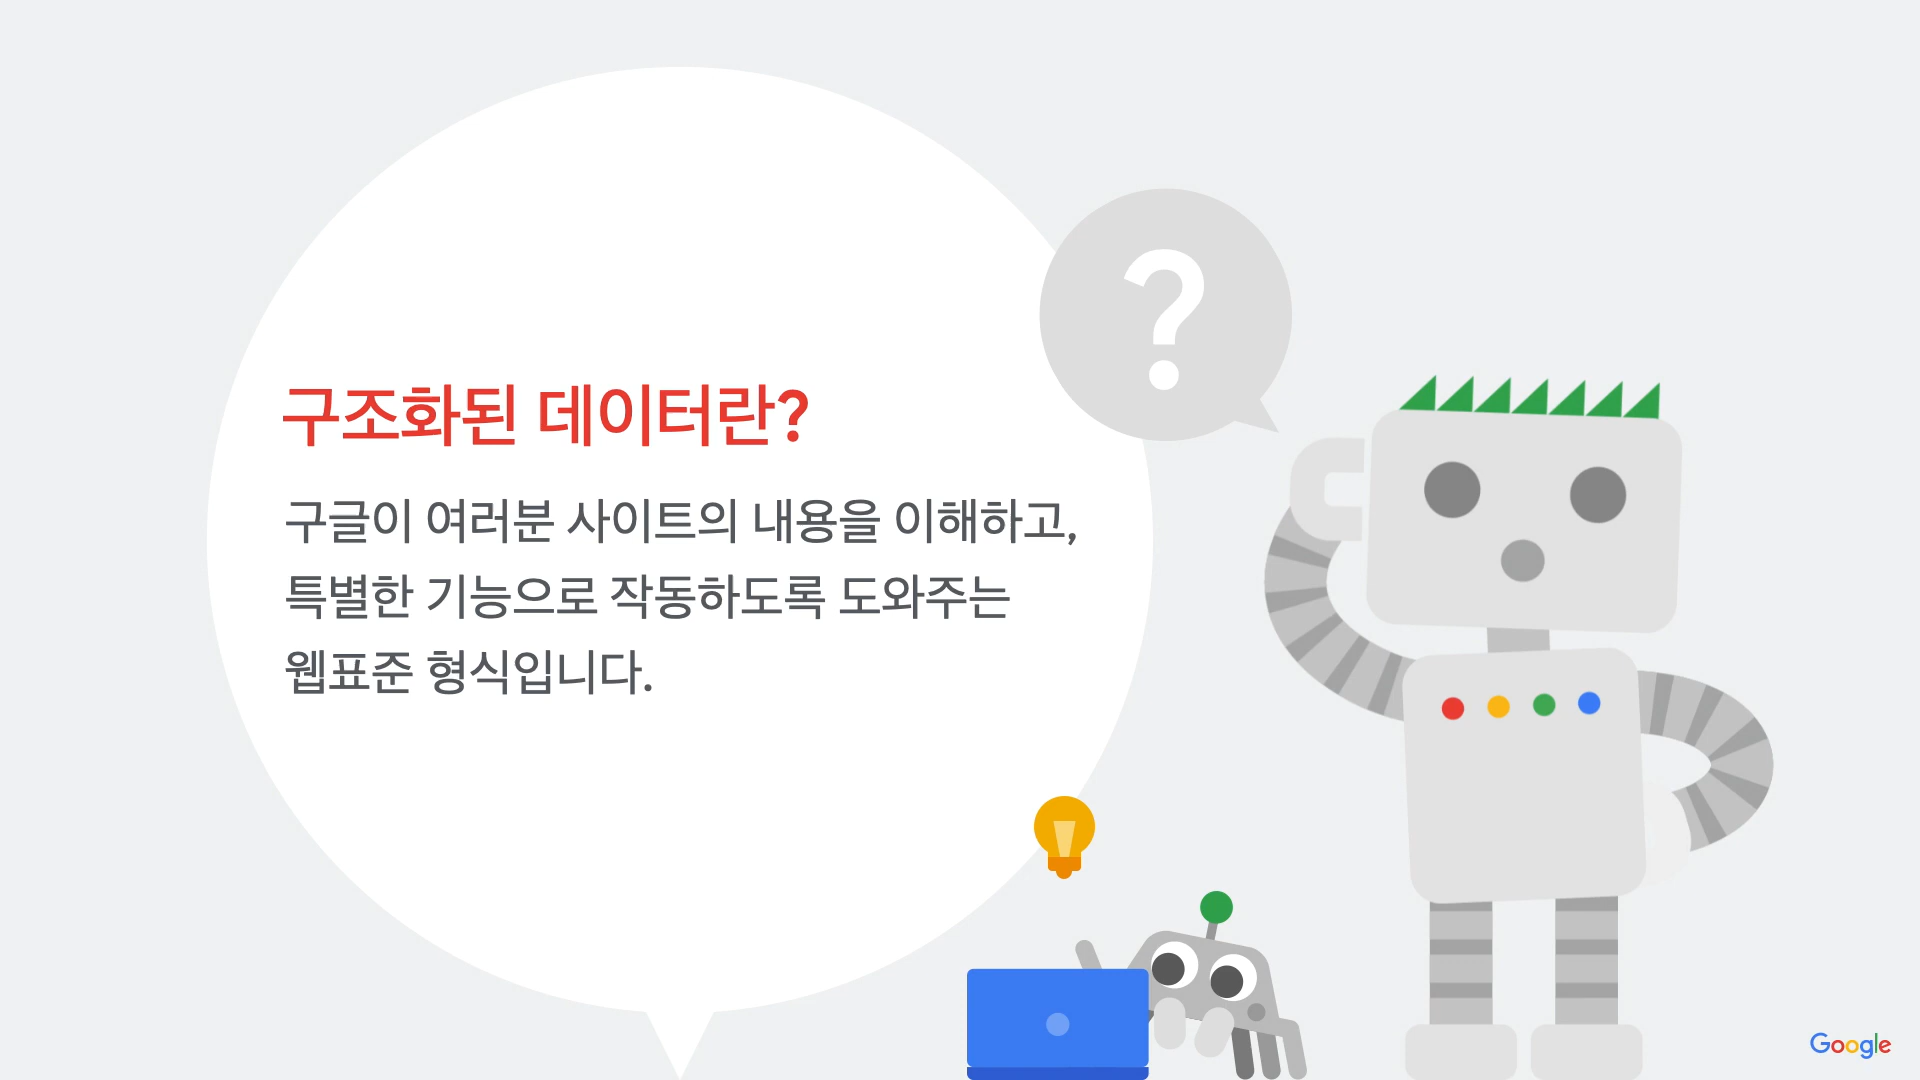 구조화된 데이터란?
구글이 여러분 사이트의 내용을 이해하고,
특별한 기능으로 작동하도록 도와주는
웹표준 형식입니다.
?
Google